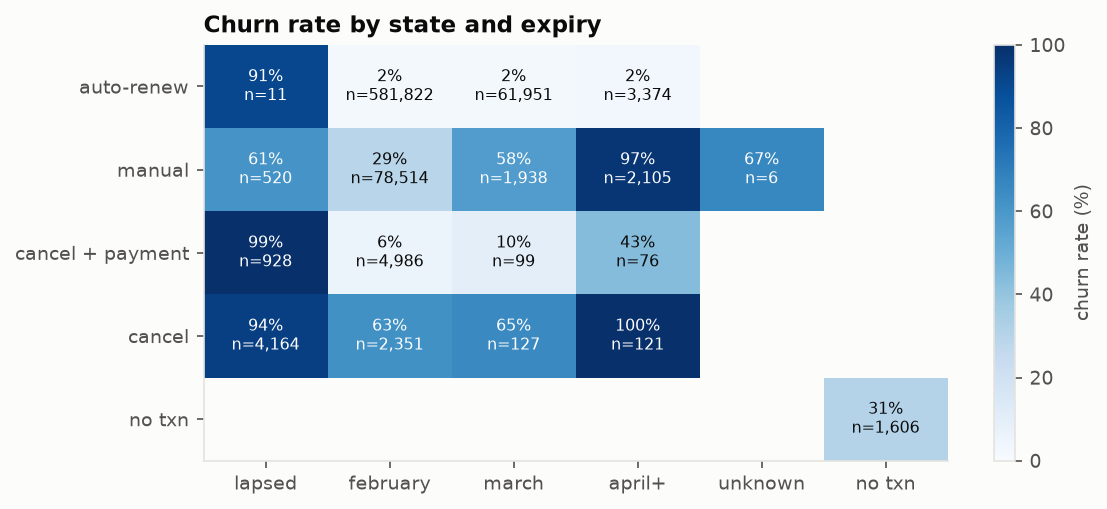 Churn rate by state and expiry
auto-renew
91%
n=11
2%
n=581,822
2%
n=61,951
2%
n=3,374
manual
61%
n=520
29%
n=78,514
58%
n=1,938
97%
n=2,105
67%
n=6
cancel + payment
99%
n=928
6%
n=4,986
10%
n=99
43%
n=76
cancel
94%
n=4,164
63%
n=2,351
65%
n=127
100%
n=121
no txn
31%
n=1,606
lapsed
february
march
april+
unknown
no txn
100
80
60
40
20
0
churn rate (%)